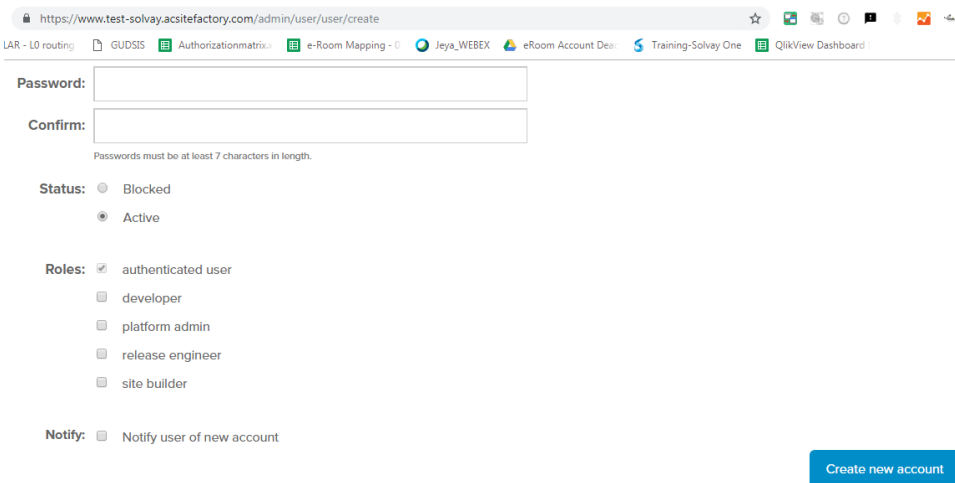 https://www.test-solvay.acsitefactory.com/admin/user/user/create
LAR - L0 routing GUDSIS Authorizationmatrix.x e-Room Mapping - 0 Jeya_WEBEX eRoom Account Deac Training-Solvay One QlikView Dashboard
Password:
Confirm:
Passwords must be at least 7 characters in length.
Status: Blocked
Active
Roles: authenticated user
developer
platform admin
release engineer
site builder
Notify: Notify user of new account
Create new account